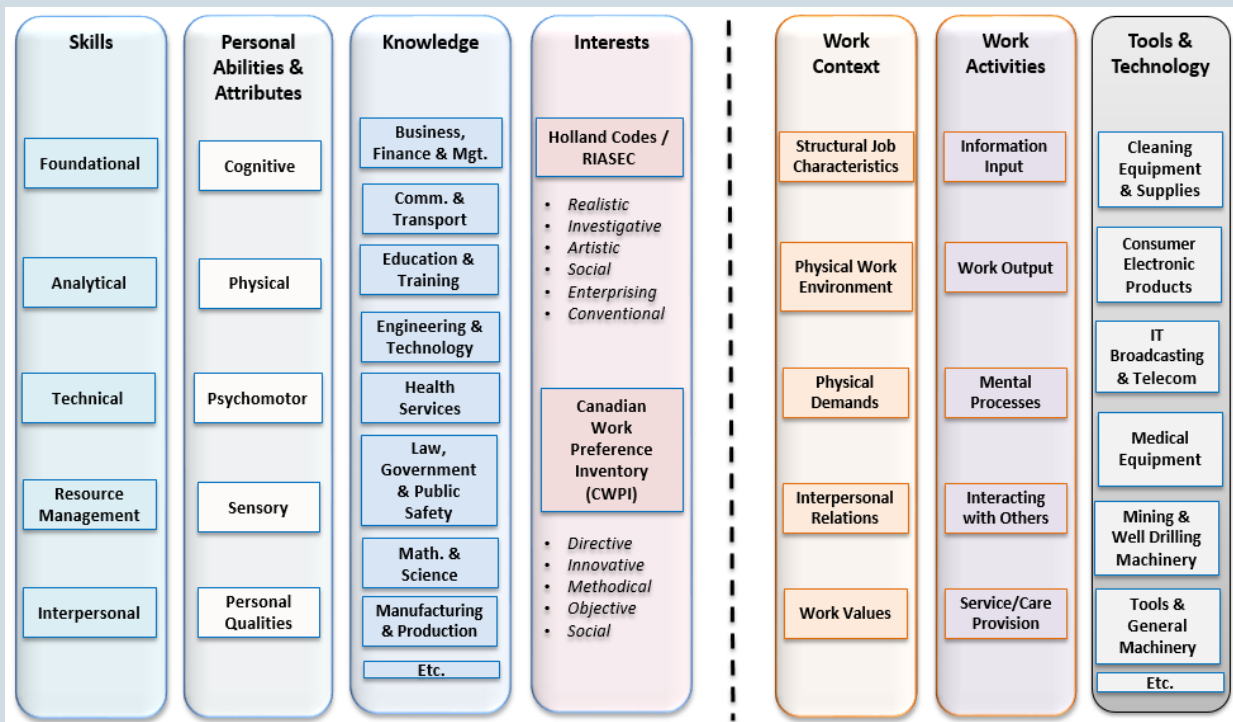 Skills
Foundational
Analytical
Technical
Resource
Management
Interpersonal
Personal
Abilities &
Attributes
Cognitive
Physical
Psychomotor
Sensory
Personal
Qualities
Knowledge
Business,
Finance & Mgt.
Comm. &
Transport
Education &
Training
Engineering &
Technology
Health
Services
Law,
Government
& Public
Safety
Math. &
Science
Manufacturing
& Production
Etc.
Interests
Holland Codes /
RIASEC
• Realistic
• Investigative
• Artistic
• Social
• Enterprising
• Conventional
Canadian
Work
Preference
Inventory
(CWPI)
• Directive
• Innovative
• Methodical
• Objective
• Social
Work
Context
Structural Job
Characteristics
Physical Work
Environment
Physical
Demands
Interpersonal
Relations
Work Values
Work
Activities
Information
Input
Work Output
Mental
Processes
Interacting
with Others
Service/Care
Provision
Tools &
Technology
Cleaning
Equipment
& Supplies
Consumer
Electronic
Products
IT
Broadcasting
& Telecom
Medical
Equipment
Mining &
Well Drilling
Machinery
Tools &
General
Machinery
Etc.